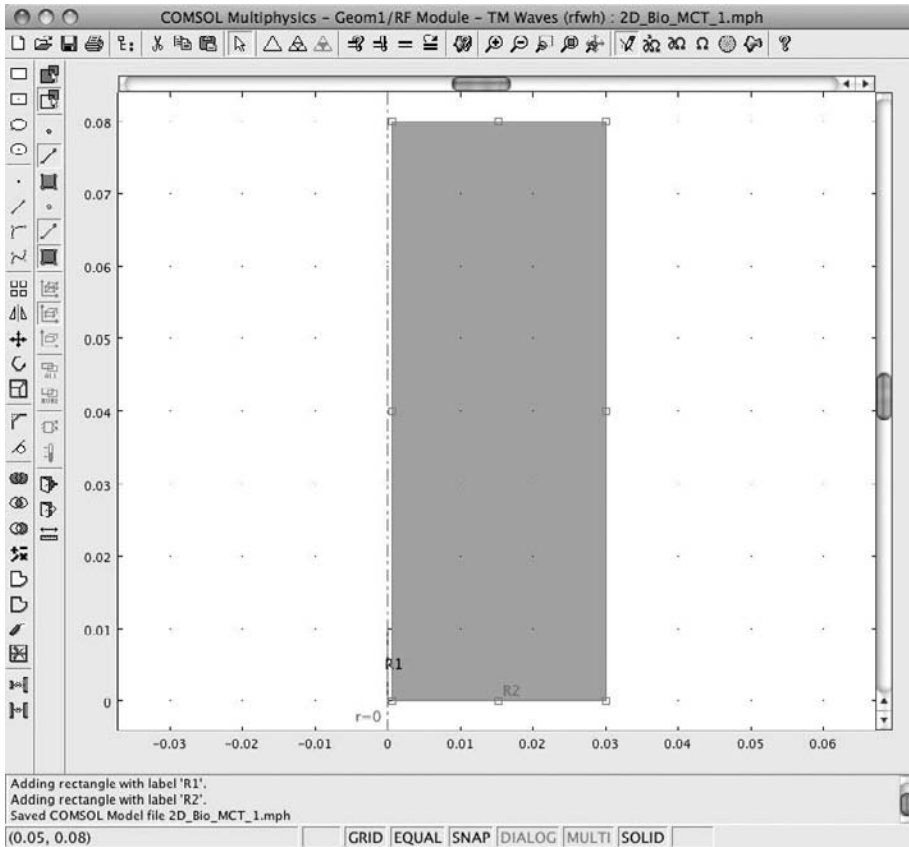 COMSOL Multiphysics – Geom1/RF Module – TM Waves (rfwh) : 2D_Bio_MCT_1.mph
0.08
0.07
0.06
0.05
0.04
0.03
0.02
0.01
R1
R2
0
r=0
-0.03 -0.02 -0.01 0 0.01 0.02 0.03 0.04 0.05 0.06
Adding rectangle with label 'R1'.
Adding rectangle with label 'R2'.
Saved COMSOL Model file 2D_Bio_MCT_1.mph
(0.05, 0.08) GRID EQUAL SNAP DIALOG MULTI SOLID